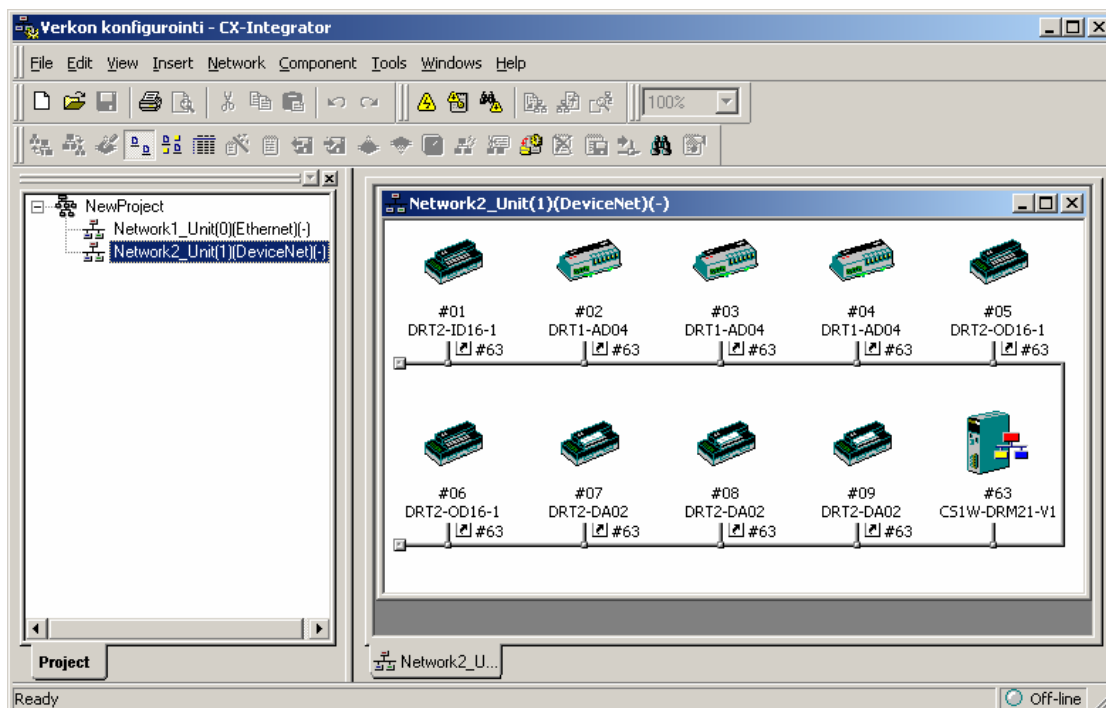 Verkon konfigurointi - CX-Integrator
File Edit View Insert Network Component Tools Windows Help
100%
NewProject
Network1_Unit(0)(Ethernet)(-)
Network2_Unit(1)(DeviceNet)(-)
Network2_Unit(1)(DeviceNet)(-)
#01 #02 #03 #04 #05
DRT2-ID16-1 DRT1-AD04 DRT1-AD04 DRT1-AD04 DRT2-OD16-1
#63 #63 #63 #63 #63
#06 #07 #08 #09 #63
DRT2-OD16-1 DRT2-DA02 DRT2-DA02 DRT2-DA02 CS1W-DRM21-V1
#63 #63 #63 #63
Project
Network2_U...
Ready Off-line